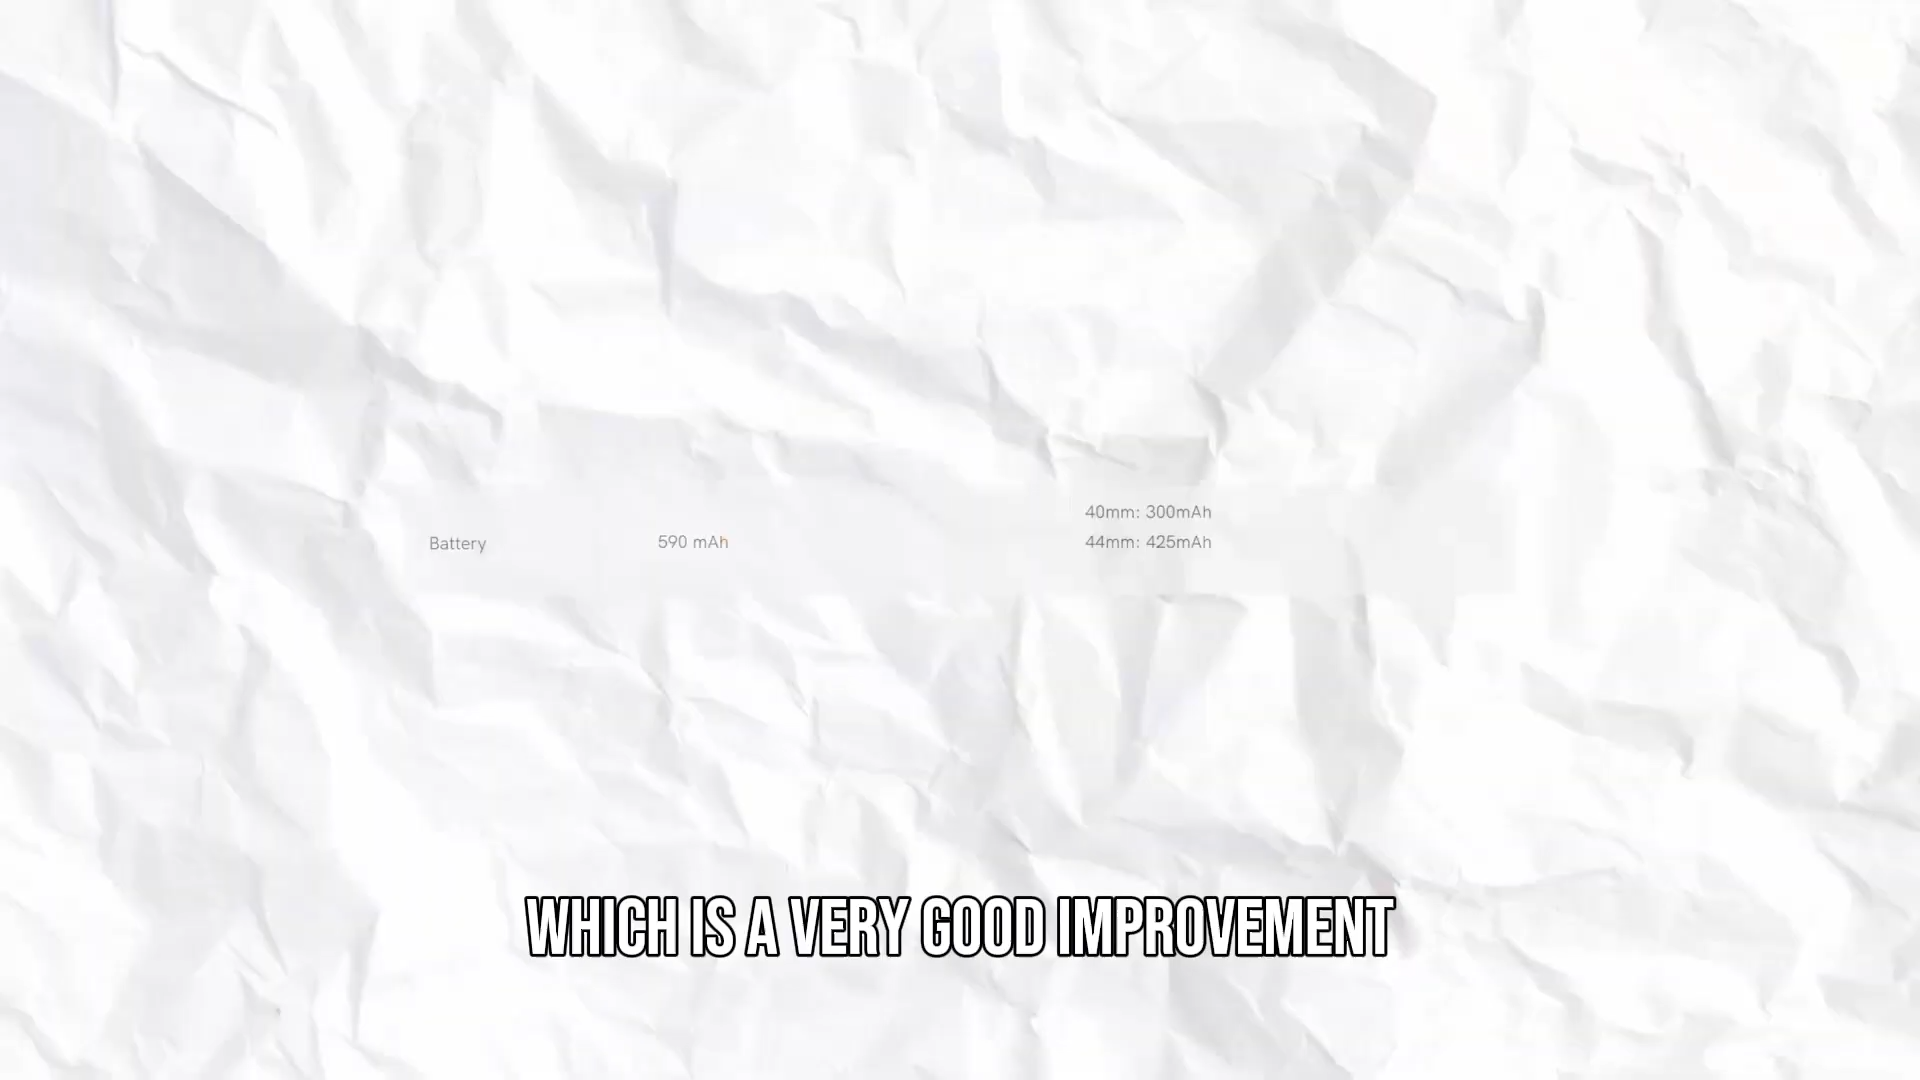 Battery
590 mAh
40mm: 300mAh
44mm: 425mAh
WHICH IS A VERY GOOD IMPROVEMENT